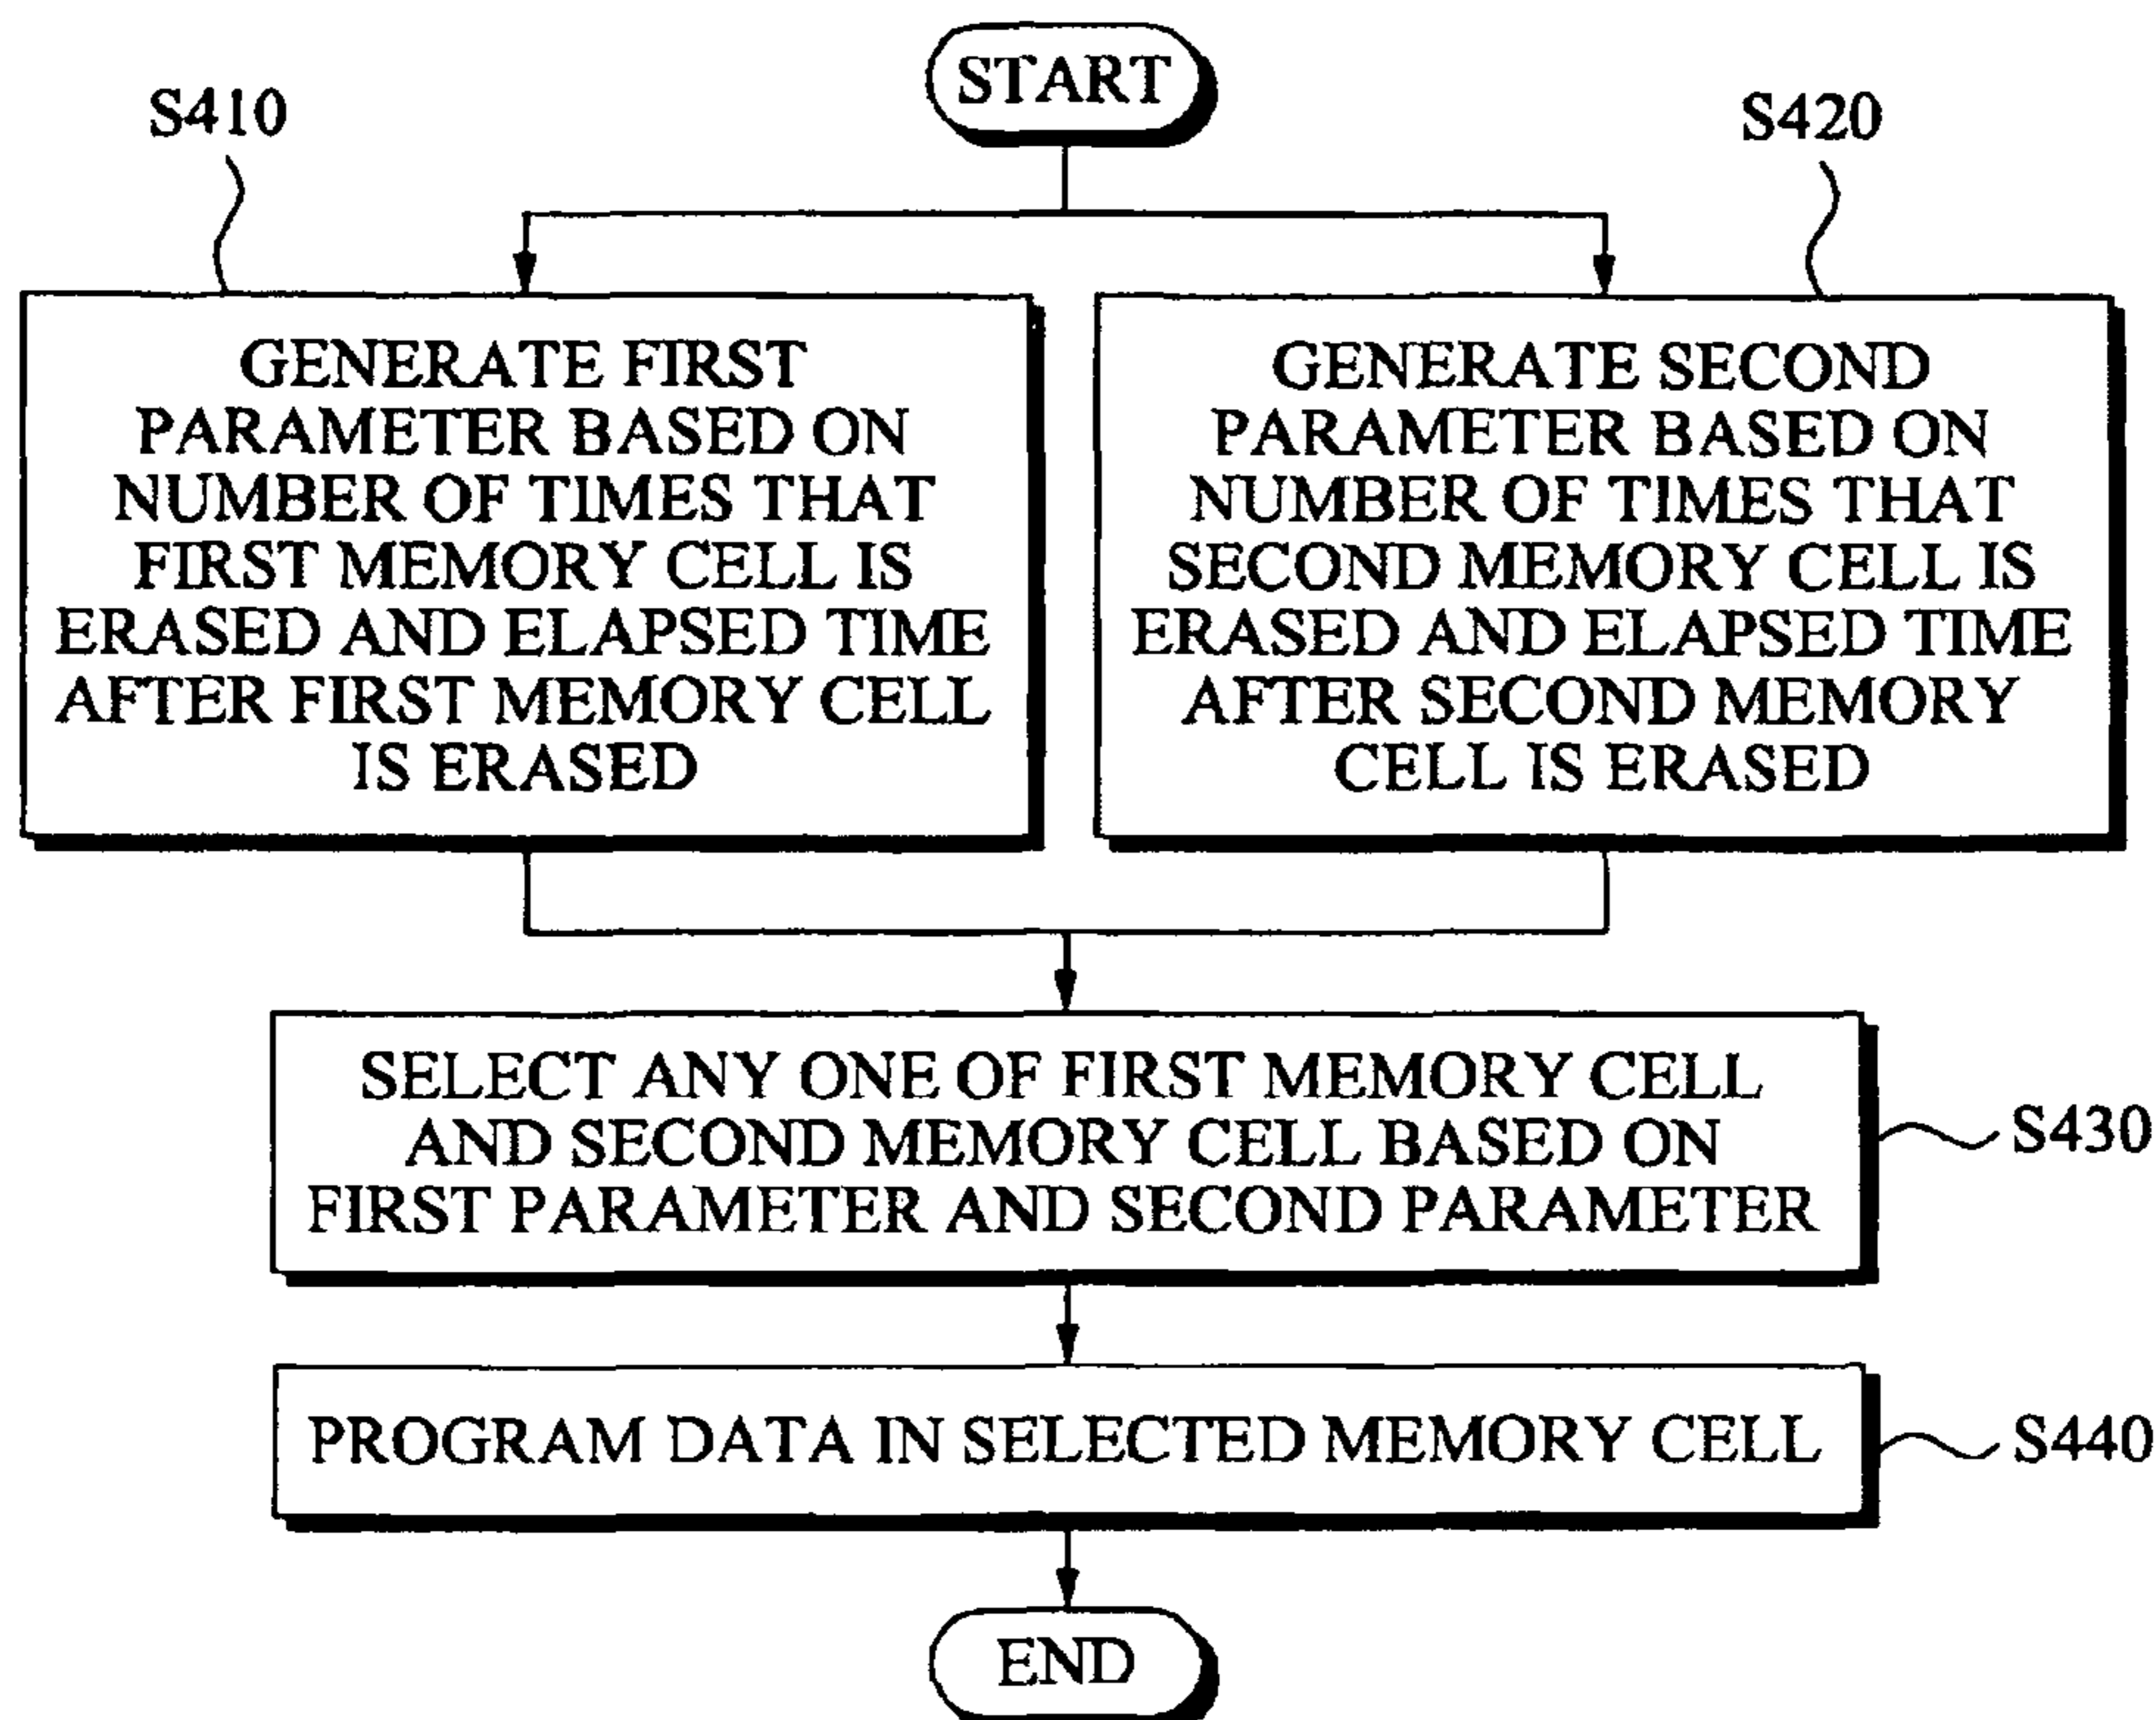 START
S410
S420
GENERATE FIRST
PARAMETER BASED ON
NUMBER OF TIMES THAT
FIRST MEMORY CELL IS
ERASED AND ELAPSED TIME
AFTER FIRST MEMORY CELL
IS ERASED
GENERATE SECOND
PARAMETER BASED ON
NUMBER OF TIMES THAT
SECOND MEMORY CELL IS
ERASED AND ELAPSED TIME
AFTER SECOND MEMORY
CELL IS ERASED
SELECT ANY ONE OF FIRST MEMORY CELL
AND SECOND MEMORY CELL BASED ON
FIRST PARAMETER AND SECOND PARAMETER
S430
PROGRAM DATA IN SELECTED MEMORY CELL
S440
END